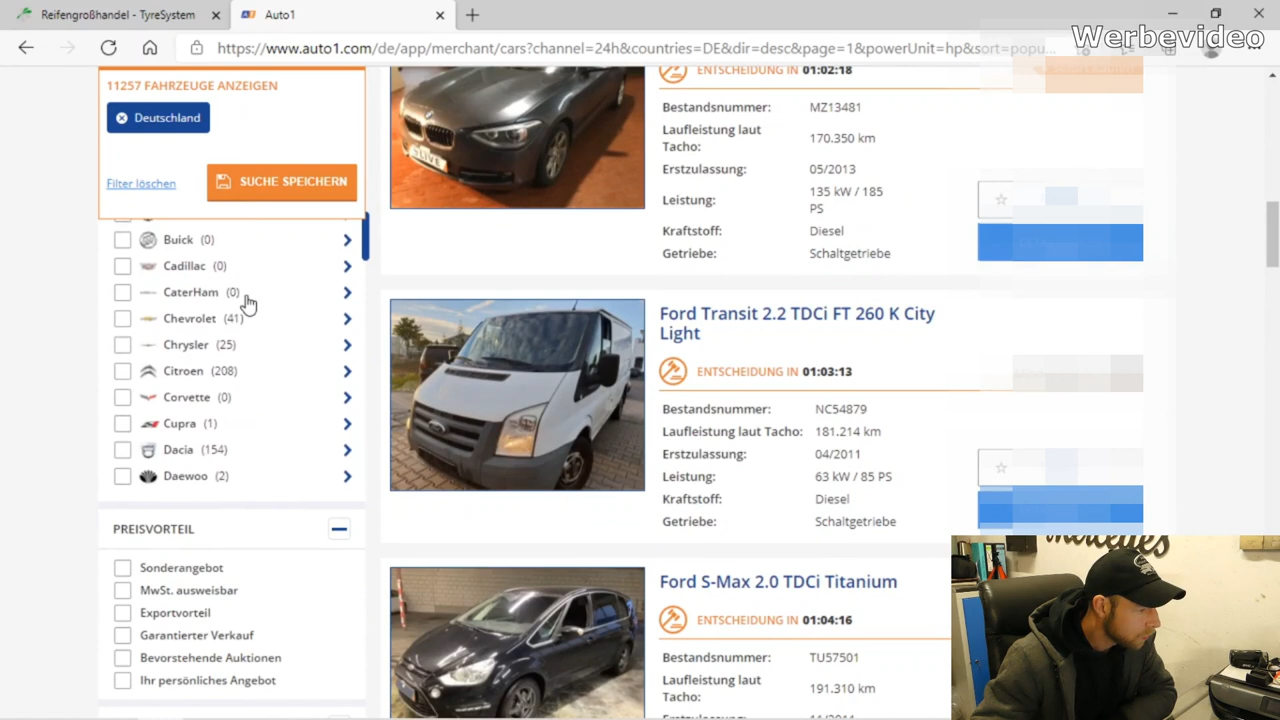 Reifengroßhandel - TyreSystem
Auto1
https://www.auto1.com/de/app/merchant/cars?channel=24h&countries=DE&dir=desc&page=1&powerUnit=hp&sort=popu...
Werbevideo
11257 FAHRZEUGE ANZEIGEN
Deutschland
Filter löschen
SUCHE SPEICHERN
Buick (0)
Cadillac (0)
CaterHam (0)
Chevrolet (41)
Chrysler (25)
Citroen (208)
Corvette (0)
Cupra (1)
Dacia (154)
Daewoo (2)
PREISVORTEIL
Sonderangebot
MwSt. ausweisbar
Exportvorteil
Garantierter Verkauf
Bevorstehende Auktionen
Ihr persönliches Angebot
ENTSCHEIDUNG IN 01:02:18
Bestandsnummer: MZ13481
Laufleistung laut
Tacho:
170.350 km
Erstzulassung: 05/2013
Leistung:
135 kW / 185
PS
Kraftstoff: Diesel
Getriebe: Schaltgetriebe
Ford Transit 2.2 TDCi FT 260 K City
Light
ENTSCHEIDUNG IN 01:03:13
Bestandsnummer: NC54879
Laufleistung laut Tacho: 181.214 km
Erstzulassung: 04/2011
Leistung: 63 kW / 85 PS
Kraftstoff: Diesel
Getriebe: Schaltgetriebe
Ford S-Max 2.0 TDCi Titanium
ENTSCHEIDUNG IN 01:04:16
Bestandsnummer: TU57501
Laufleistung laut
Tacho:
191.310 km
mercedes